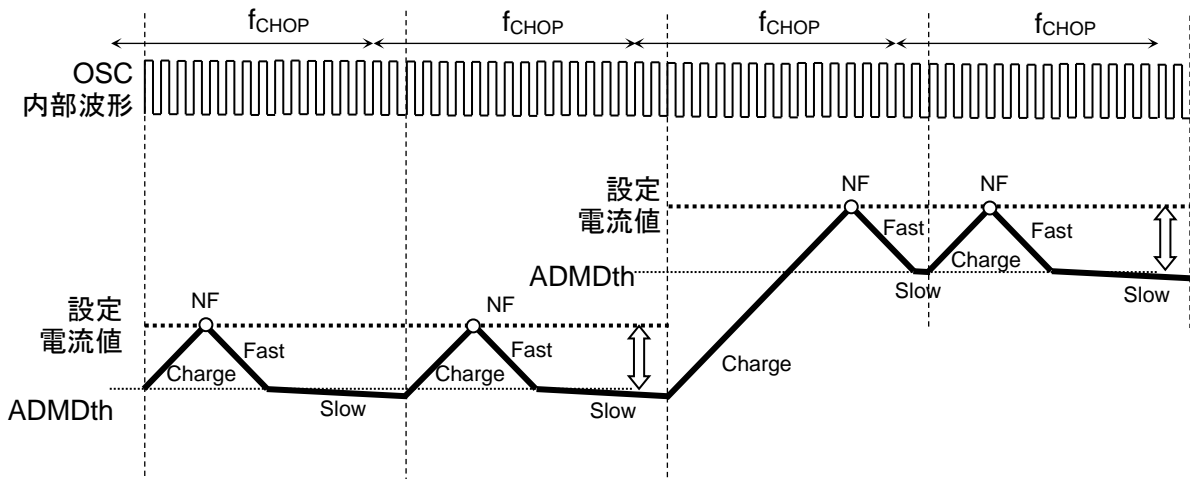 fCHOP fCHOP fCHOP fCHOP
OSC
内部波形
設定
電流値
NF NF
Fast Fast
Charge
ADMDth
Slow Slow
設定
電流値
NF NF
Fast Fast
Charge Charge
Charge
ADMDth
Slow Slow